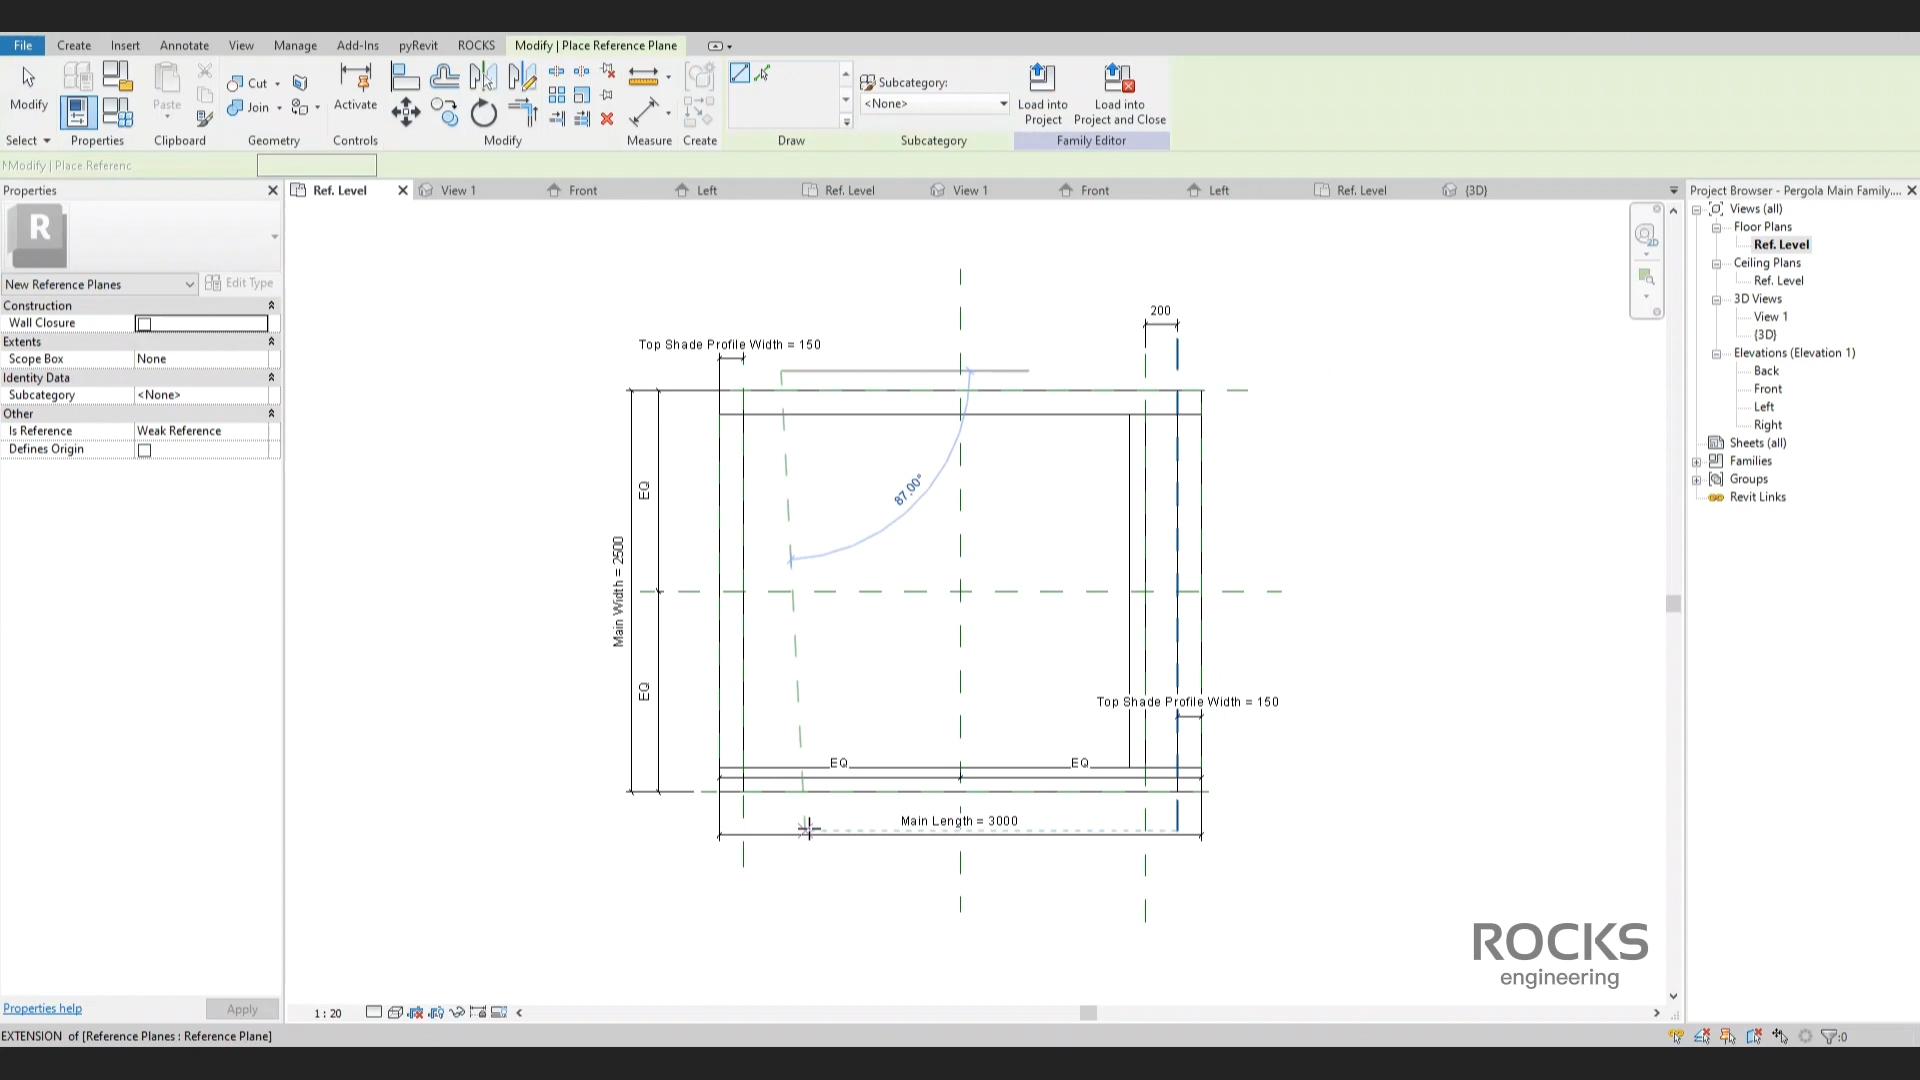 File Create Insert Annotate View Manage Add-Ins pyRevit ROCKS Modify | Place Reference Plane
Modify
Select
Properties
Paste
Clipboard
Cut
Join
Geometry
Activate
Controls
Modify
Measure
Create
Draw
Subcategory:
<None>
Subcategory
Load into Project
Load into Project and Close
Family Editor
Modify | Place Referenc
Properties
R
New Reference Planes
Edit Type
Construction
Wall Closure
Extents
Scope Box None
Identity Data
Subcategory <None>
Other
Is Reference Weak Reference
Defines Origin
Properties help
Apply
Ref. Level View 1 Front Left Ref. Level View 1 Front Left Ref. Level {3D}
2D
200
Top Shade Profile Width = 150
87.00°
EQ
Main Width = 2500
EQ
Top Shade Profile Width = 150
EQ EQ
Main Length = 3000
ROCKS
engineering
1 : 20
Project Browser - Pergola Main Family....
Views (all)
Floor Plans
Ref. Level
Ceiling Plans
Ref. Level
3D Views
View 1
{3D}
Elevations (Elevation 1)
Back
Front
Left
Right
Sheets (all)
Families
Groups
Revit Links
EXTENSION of [Reference Planes : Reference Plane]
:0